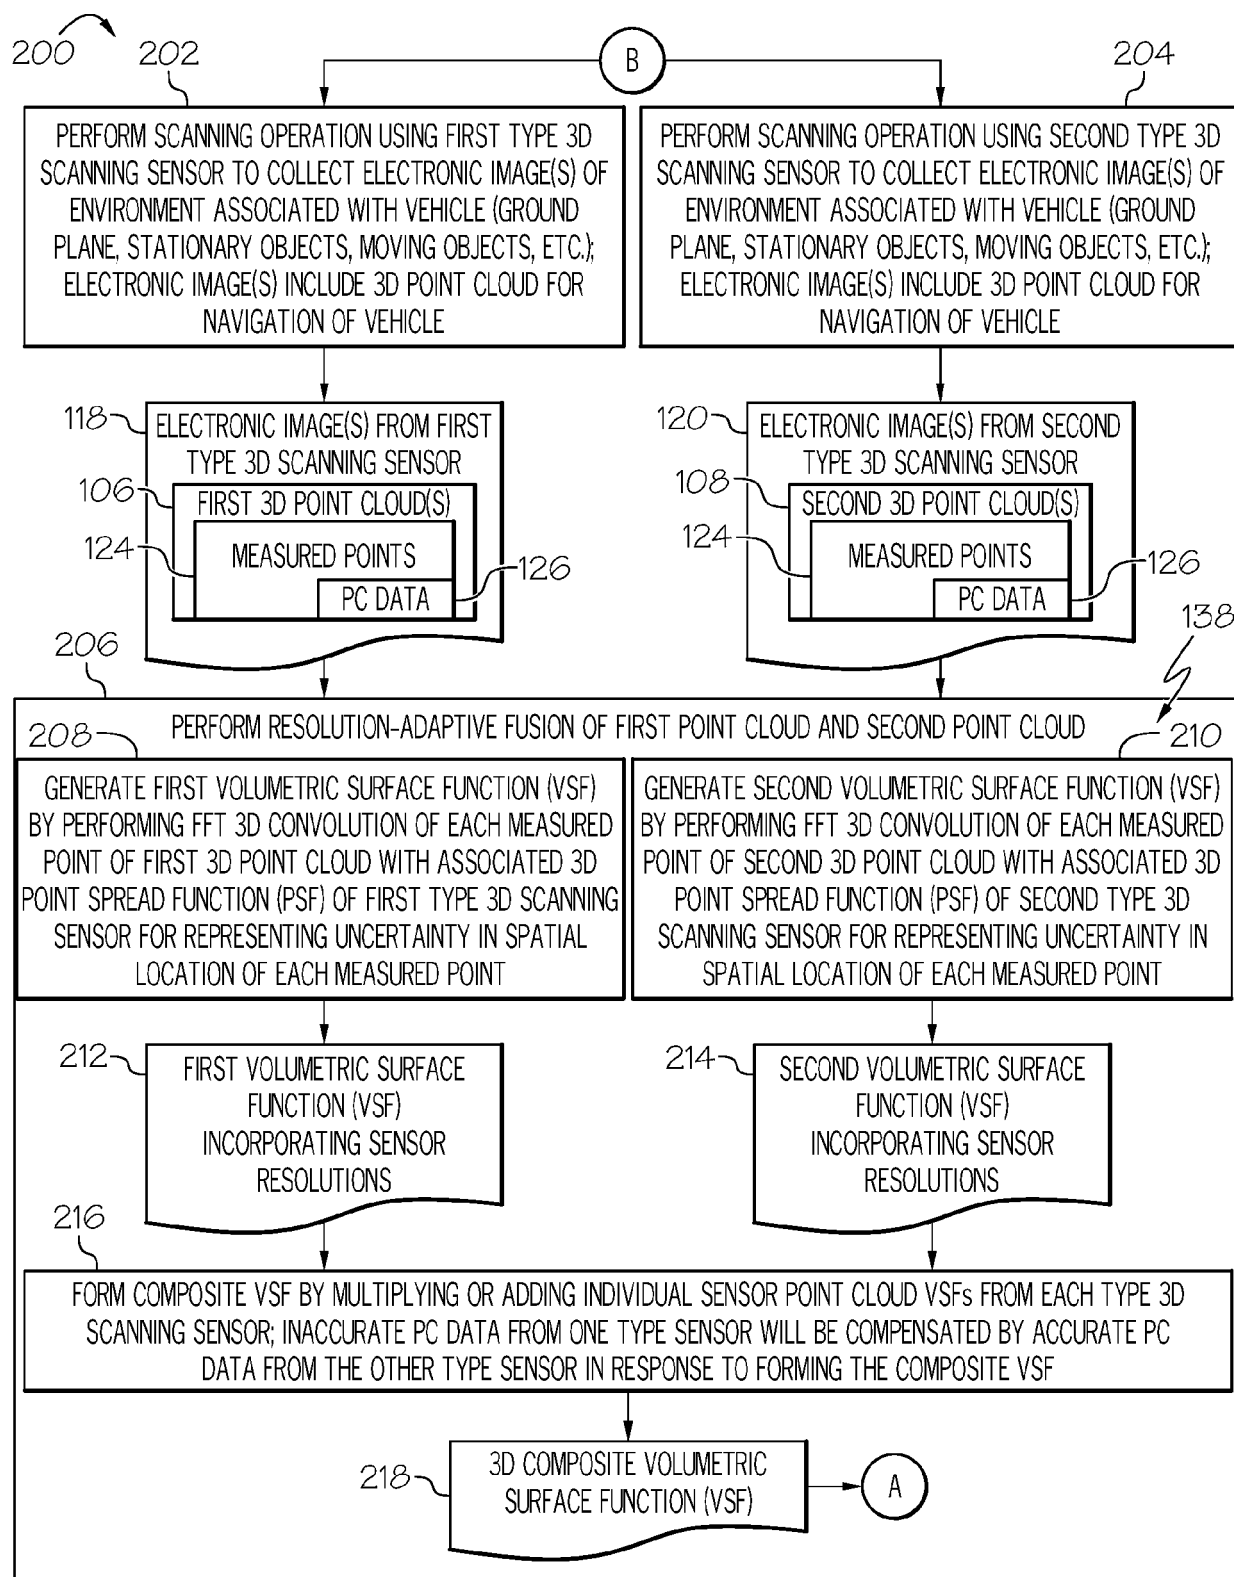 200
202
B
204
PERFORM SCANNING OPERATION USING FIRST TYPE 3D
SCANNING SENSOR TO COLLECT ELECTRONIC IMAGE(S) OF
ENVIRONMENT ASSOCIATED WITH VEHICLE (GROUND
PLANE, STATIONARY OBJECTS, MOVING OBJECTS, ETC.);
ELECTRONIC IMAGE(S) INCLUDE 3D POINT CLOUD FOR
NAVIGATION OF VEHICLE
PERFORM SCANNING OPERATION USING SECOND TYPE 3D
SCANNING SENSOR TO COLLECT ELECTRONIC IMAGE(S) OF
ENVIRONMENT ASSOCIATED WITH VEHICLE (GROUND
PLANE, STATIONARY OBJECTS, MOVING OBJECTS, ETC.);
ELECTRONIC IMAGE(S) INCLUDE 3D POINT CLOUD FOR
NAVIGATION OF VEHICLE
118
ELECTRONIC IMAGE(S) FROM FIRST
TYPE 3D SCANNING SENSOR
106
FIRST 3D POINT CLOUD(S)
124
MEASURED POINTS
126
PC DATA
120
ELECTRONIC IMAGE(S) FROM SECOND
TYPE 3D SCANNING SENSOR
108
SECOND 3D POINT CLOUD(S)
124
MEASURED POINTS
126
PC DATA
138
206
PERFORM RESOLUTION-ADAPTIVE FUSION OF FIRST POINT CLOUD AND SECOND POINT CLOUD
208
GENERATE FIRST VOLUMETRIC SURFACE FUNCTION (VSF)
BY PERFORMING FFT 3D CONVOLUTION OF EACH MEASURED
POINT OF FIRST 3D POINT CLOUD WITH ASSOCIATED 3D
POINT SPREAD FUNCTION (PSF) OF FIRST TYPE 3D SCANNING
SENSOR FOR REPRESENTING UNCERTAINTY IN SPATIAL
LOCATION OF EACH MEASURED POINT
210
GENERATE SECOND VOLUMETRIC SURFACE FUNCTION (VSF)
BY PERFORMING FFT 3D CONVOLUTION OF EACH MEASURED
POINT OF SECOND 3D POINT CLOUD WITH ASSOCIATED 3D
POINT SPREAD FUNCTION (PSF) OF SECOND TYPE 3D
SCANNING SENSOR FOR REPRESENTING UNCERTAINTY IN
SPATIAL LOCATION OF EACH MEASURED POINT
212
FIRST VOLUMETRIC SURFACE
FUNCTION (VSF)
INCORPORATING SENSOR
RESOLUTIONS
214
SECOND VOLUMETRIC SURFACE
FUNCTION (VSF)
INCORPORATING SENSOR
RESOLUTIONS
216
FORM COMPOSITE VSF BY MULTIPLYING OR ADDING INDIVIDUAL SENSOR POINT CLOUD VSFs FROM EACH TYPE 3D
SCANNING SENSOR; INACCURATE PC DATA FROM ONE TYPE SENSOR WILL BE COMPENSATED BY ACCURATE PC
DATA FROM THE OTHER TYPE SENSOR IN RESPONSE TO FORMING THE COMPOSITE VSF
218
3D COMPOSITE VOLUMETRIC
SURFACE FUNCTION (VSF)
A